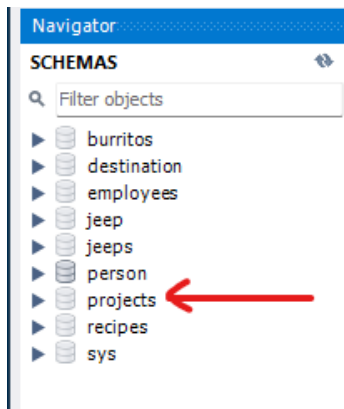 Navigator
SCHEMAS
Filter objects
burritos
destination
employees
jeep
jeeps
person
projects
recipes
sys